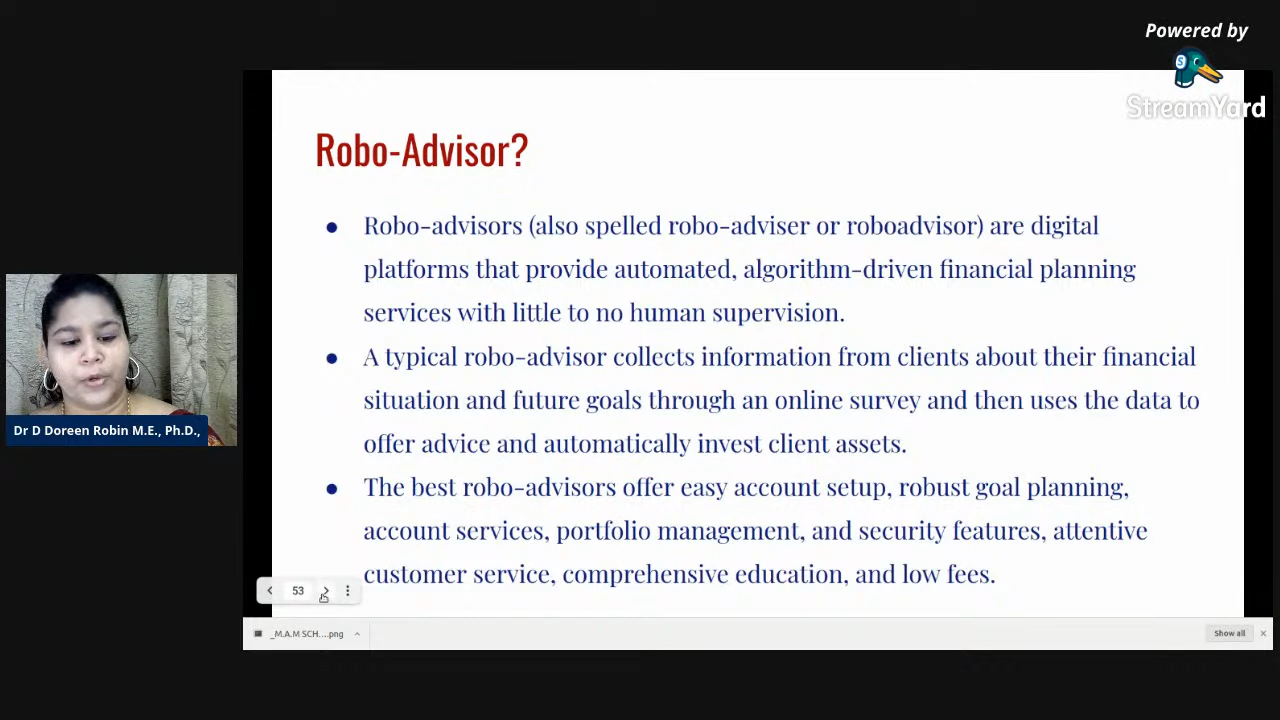 Powered by
StreamYard
Robo-Advisor?
● Robo-advisors (also spelled robo-adviser or roboadvisor) are digital
platforms that provide automated, algorithm-driven financial planning
services with little to no human supervision.
● A typical robo-advisor collects information from clients about their financial
situation and future goals through an online survey and then uses the data to
offer advice and automatically invest client assets.
● The best robo-advisors offer easy account setup, robust goal planning,
account services, portfolio management, and security features, attentive
customer service, comprehensive education, and low fees.
Dr D Doreen Robin M.E., Ph.D.,
53
_M.A.M SCH....png
Show all